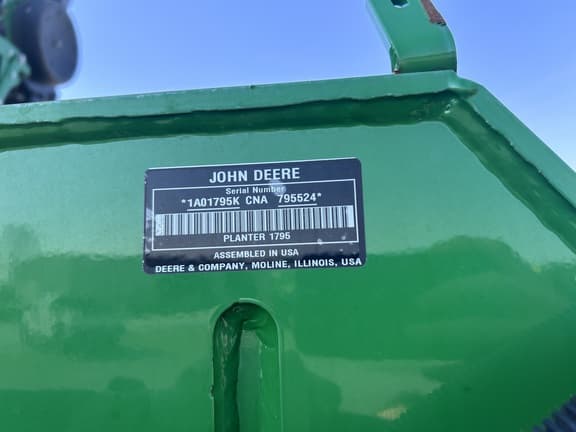 JOHN DEERE
Serial Number
*1A01795K CNA 795524*
PLANTER 1795
ASSEMBLED IN USA
DEERE & COMPANY, MOLINE, ILLINOIS, USA